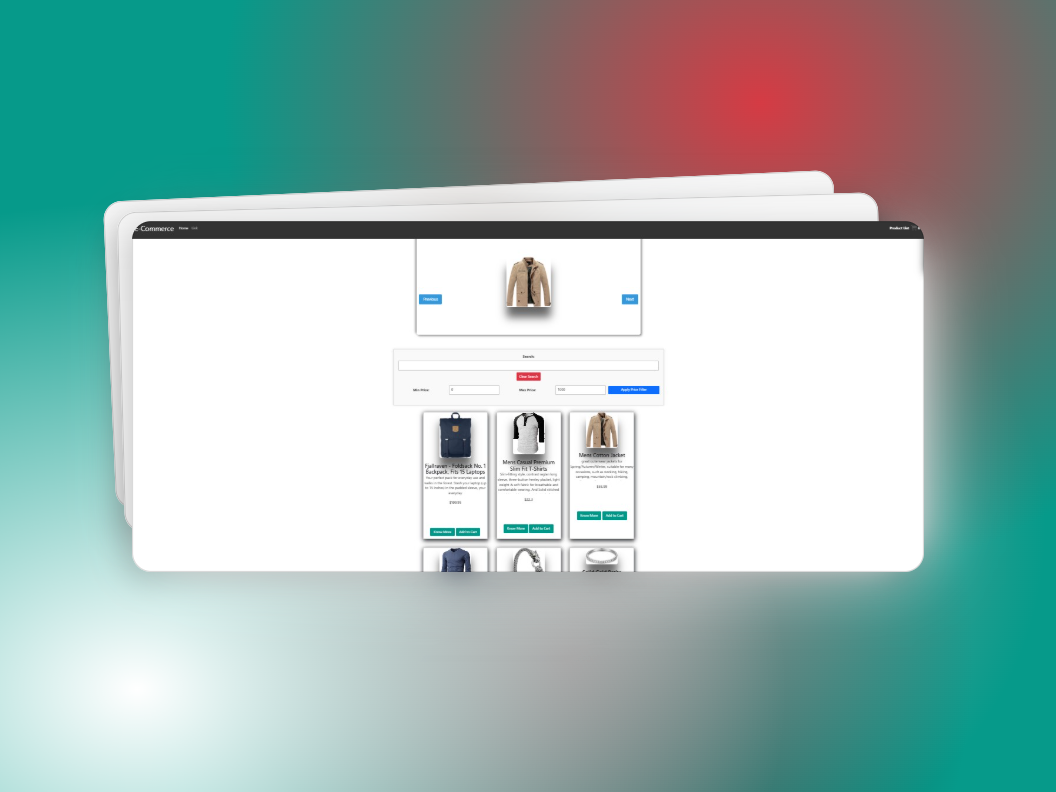 e-Commerce Home
Product List
Previous
Next
Search:
Clear Search
Min Price: 0 Max Price: 1000 Apply Price Filter
Fjallraven - Foldsack No. 1
Backpack, Fits 15 Laptops
Your perfect pack for everyday use and
walks in the forest. Stash your laptop (up
to 15 inches) in the padded sleeve, your
everyday
Know More Add to Cart
Mens Casual Premium
Slim Fit T-Shirts
Slim-fitting style, contrast raglan long
sleeve, three-button henley placket, light
weight & soft fabric for breathable and
comfortable wearing. And Solid stitched
$22.3
Know More Add to Cart
Mens Cotton Jacket
great outerwear jackets for
Spring/Autumn/Winter, suitable for many
occasions, such as working, hiking,
camping, mountain/rock climbing,
Know More Add to Cart